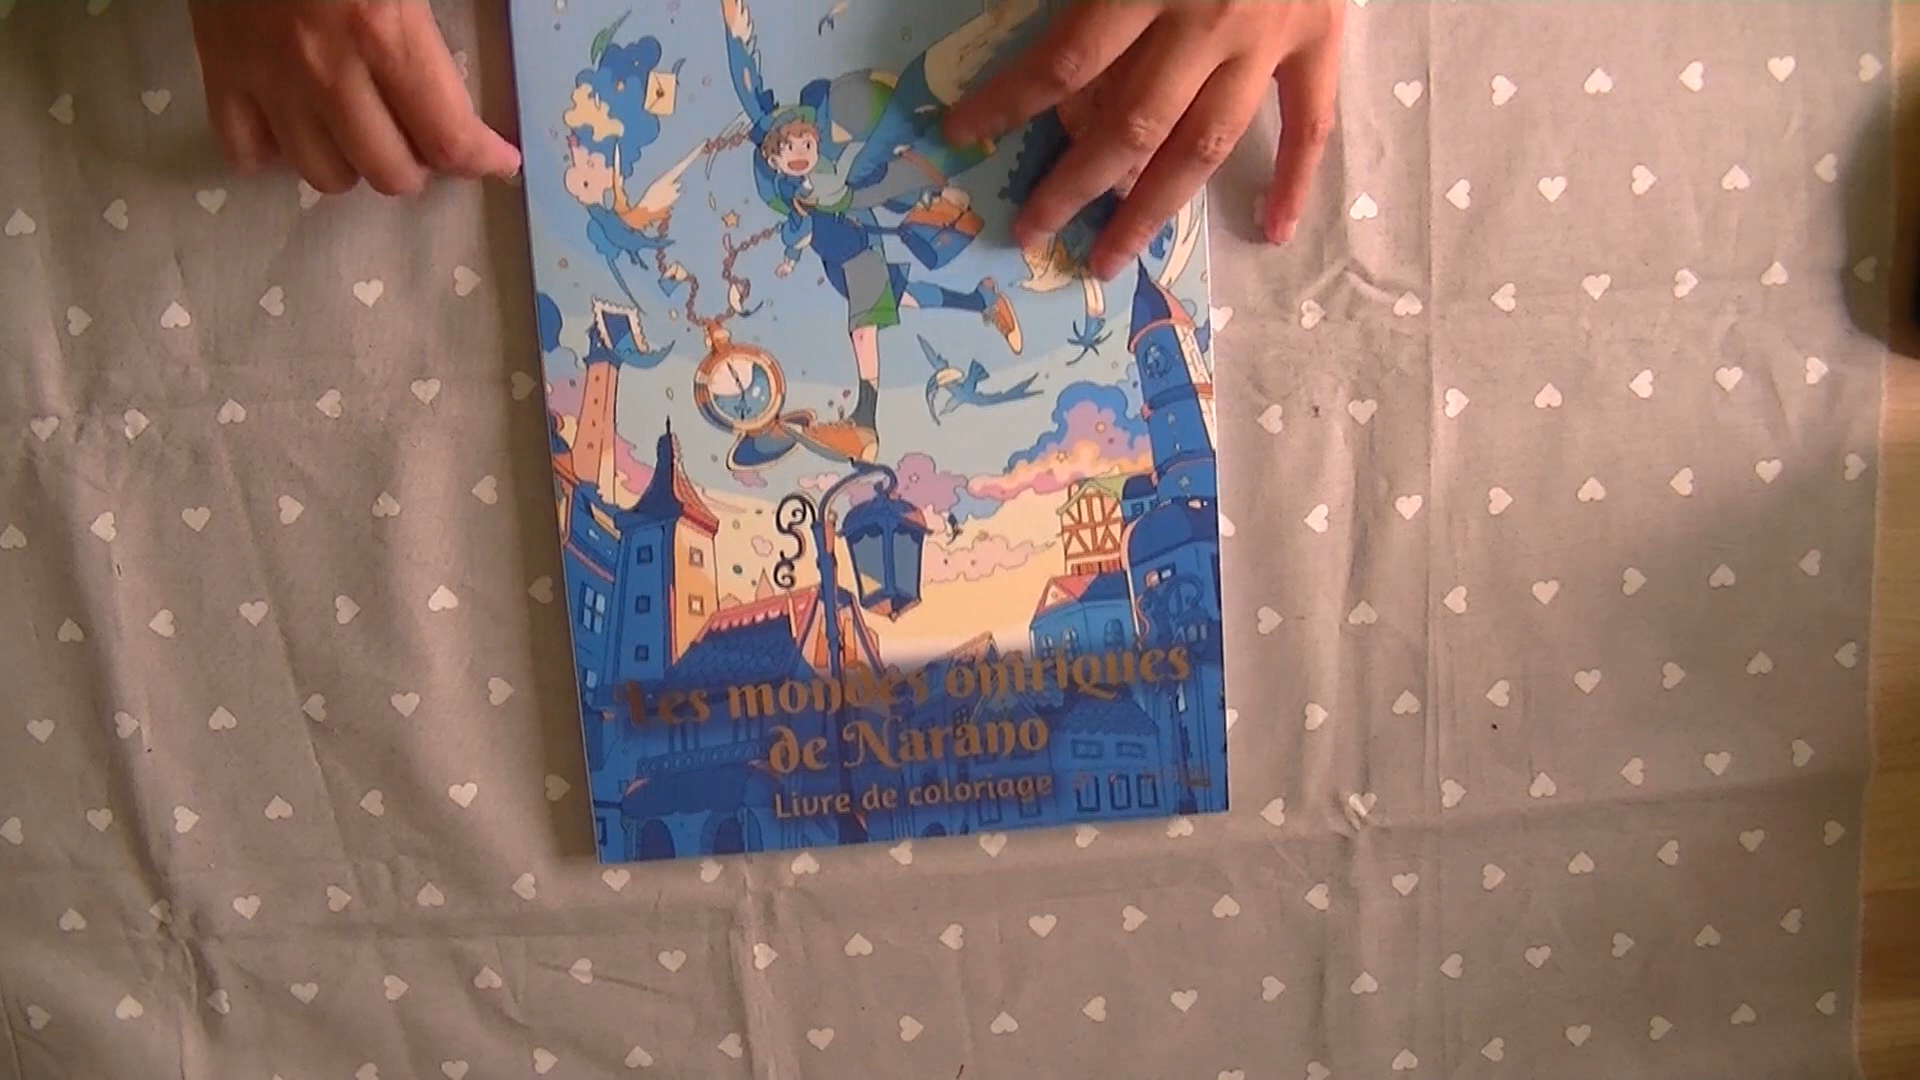 Les mondes oniriques
de Narano
Livre de coloriage